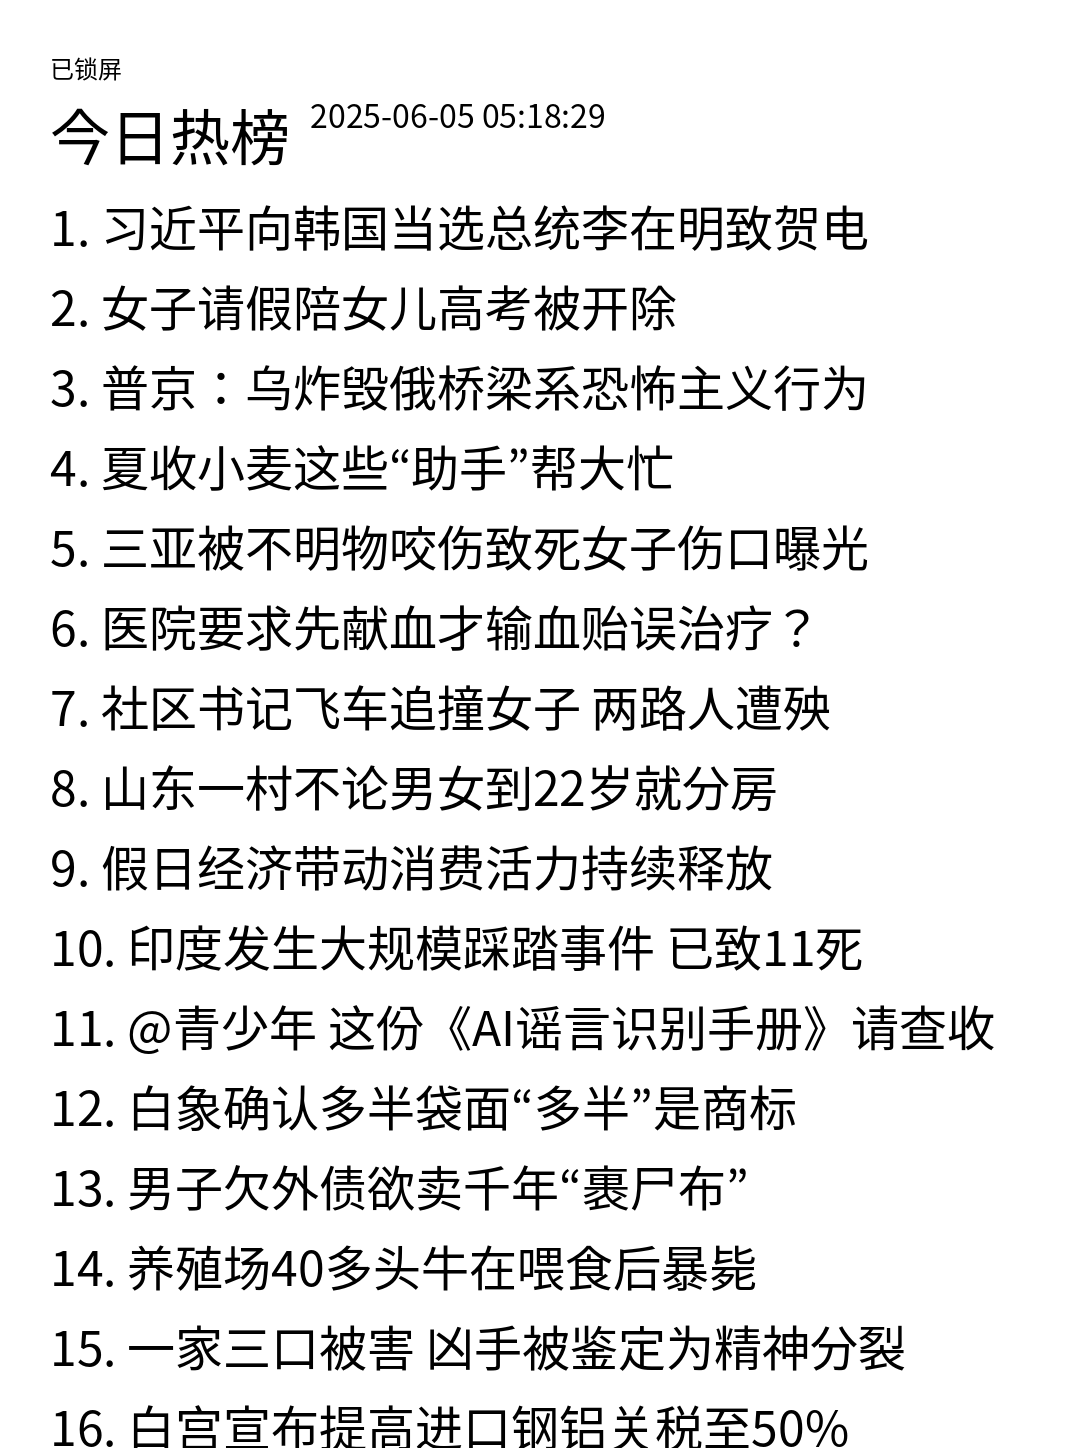 已锁屏
今日热榜 2025-06-05 05:18:29
1. 习近平向韩国当选总统李在明致贺电
2. 女子请假陪女儿高考被开除
3. 普京：乌炸毁俄桥梁系恐怖主义行为
4. 夏收小麦这些“助手”帮大忙
5. 三亚被不明物咬伤致死女子伤口曝光
6. 医院要求先献血才输血贻误治疗？
7. 社区书记飞车追撞女子 两路人遭殃
8. 山东一村不论男女到22岁就分房
9. 假日经济带动消费活力持续释放
10. 印度发生大规模踩踏事件 已致11死
11. @青少年 这份《AI谣言识别手册》请查收
12. 白象确认多半袋面“多半”是商标
13. 男子欠外债欲卖千年“裹尸布”
14. 养殖场40多头牛在喂食后暴毙
15. 一家三口被害 凶手被鉴定为精神分裂
16. 白宫宣布提高进口钢铝关税至50%